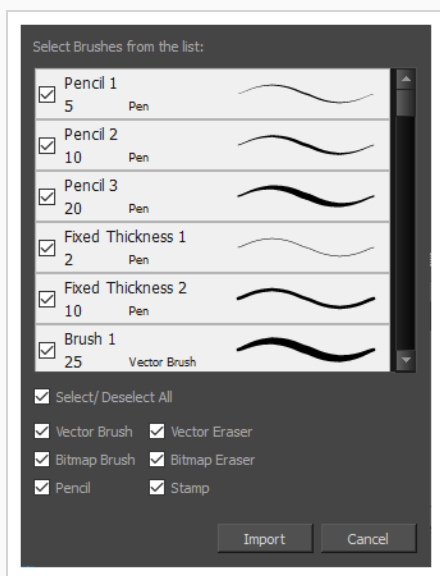 Select Brushes from the list:
Pencil 1
5 Pen
Pencil 2
10 Pen
Pencil 3
20 Pen
Fixed Thickness 1
2 Pen
Fixed Thickness 2
10 Pen
Brush 1
25 Vector Brush
Select/ Deselect All
Vector Brush Vector Eraser
Bitmap Brush Bitmap Eraser
Pencil Stamp
Import Cancel